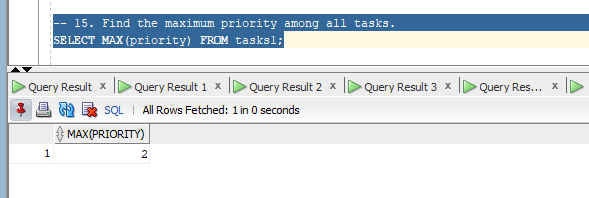 -- 15. Find the maximum priority among all tasks.
SELECT MAX(priority) FROM tasks1;
Query Result x Query Result 1 x Query Result 2 x Query Result 3 x Query Res... x
SQL | All Rows Fetched: 1 in 0 seconds
MAX(PRIORITY)
1 2